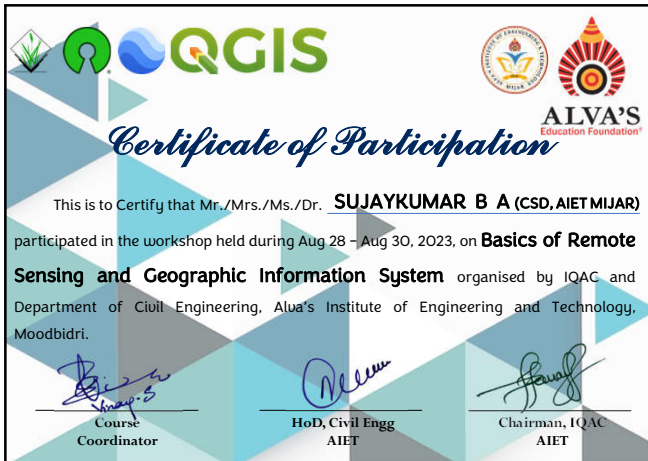 QGIS
ALVA'S
Education Foundation®
Certificate of Participation
This is to Certify that Mr./Mrs./Ms./Dr. SUJAYKUMAR B A (CSD, AIET MIJAR)
participated in the workshop held during Aug 28 – Aug 30, 2023, on Basics of Remote
Sensing and Geographic Information System organised by IQAC and
Department of Civil Engineering, Alva's Institute of Engineering and Technology,
Moodbidri.
Vinay.S
Course
Coordinator
HoD, Civil Engg
AIET
Chairman, IQAC
AIET